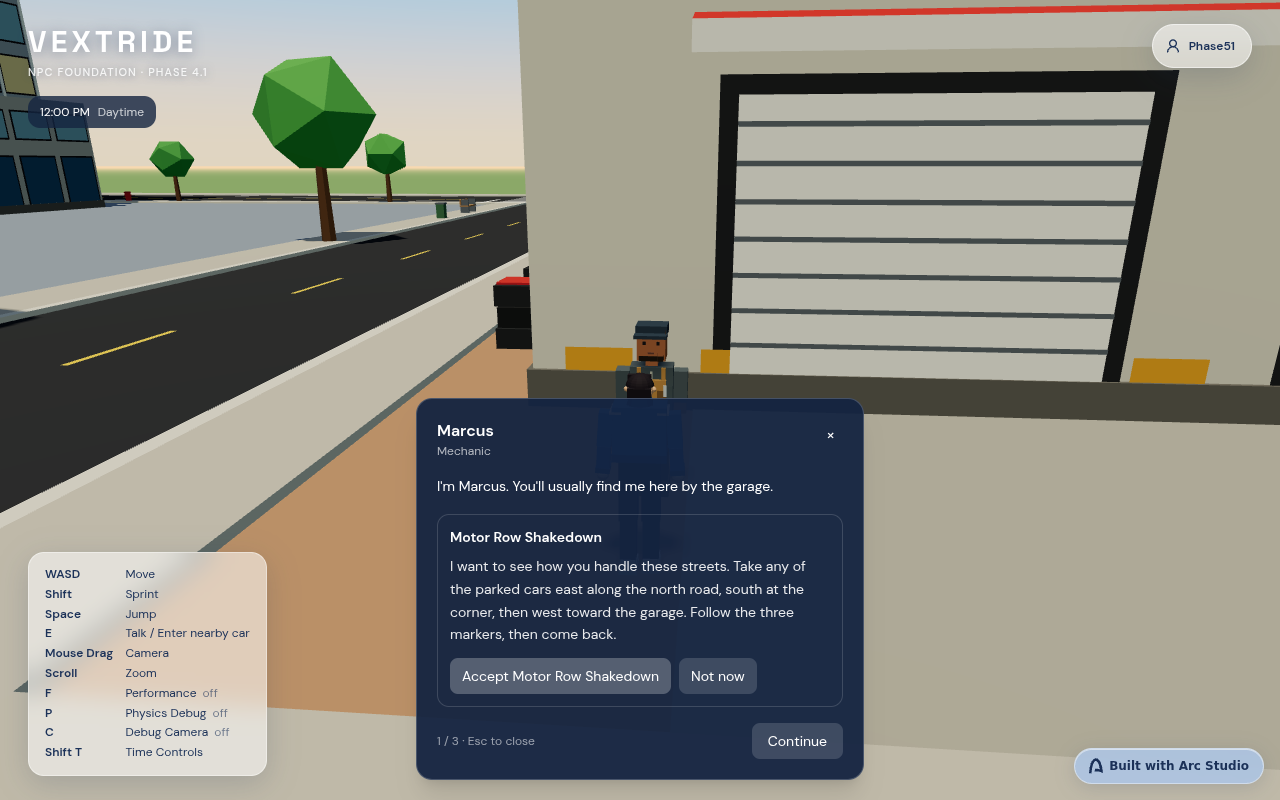 VEXTRIDE
NPC FOUNDATION · PHASE 4.1
12:00 PM Daytime
Phase51
Marcus
Mechanic
×
I'm Marcus. You'll usually find me here by the garage.
Motor Row Shakedown
I want to see how you handle these streets. Take any of
the parked cars east along the north road, south at the
corner, then west toward the garage. Follow the three
markers, then come back.
Accept Motor Row Shakedown Not now
1 / 3 · Esc to close Continue
WASD Move
Shift Sprint
Space Jump
E Talk / Enter nearby car
Mouse Drag Camera
Scroll Zoom
F Performance off
P Physics Debug off
C Debug Camera off
Shift T Time Controls
Built with Arc Studio